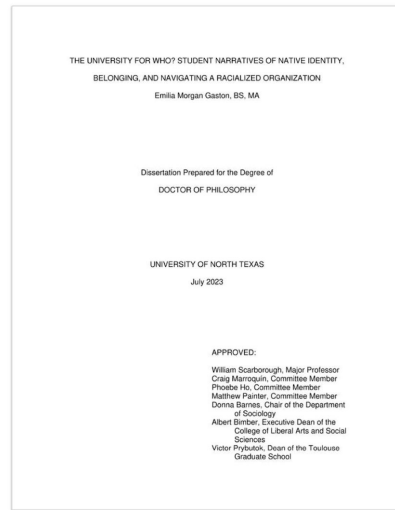 THE UNIVERSITY FOR WHO? STUDENT NARRATIVES OF NATIVE IDENTITY,
BELONGING, AND NAVIGATING A RACIALIZED ORGANIZATION
Emilia Morgan Gaston, BS, MA
Dissertation Prepared for the Degree of
DOCTOR OF PHILOSOPHY
UNIVERSITY OF NORTH TEXAS
July 2023
APPROVED:
William Scarborough, Major Professor
Craig Marroquin, Committee Member
Phoebe Ho, Committee Member
Matthew Painter, Committee Member
Donna Barnes, Chair of the Department
of Sociology
Albert Bimber, Executive Dean of the
College of Liberal Arts and Social
Sciences
Victor Prybutok, Dean of the Toulouse
Graduate School